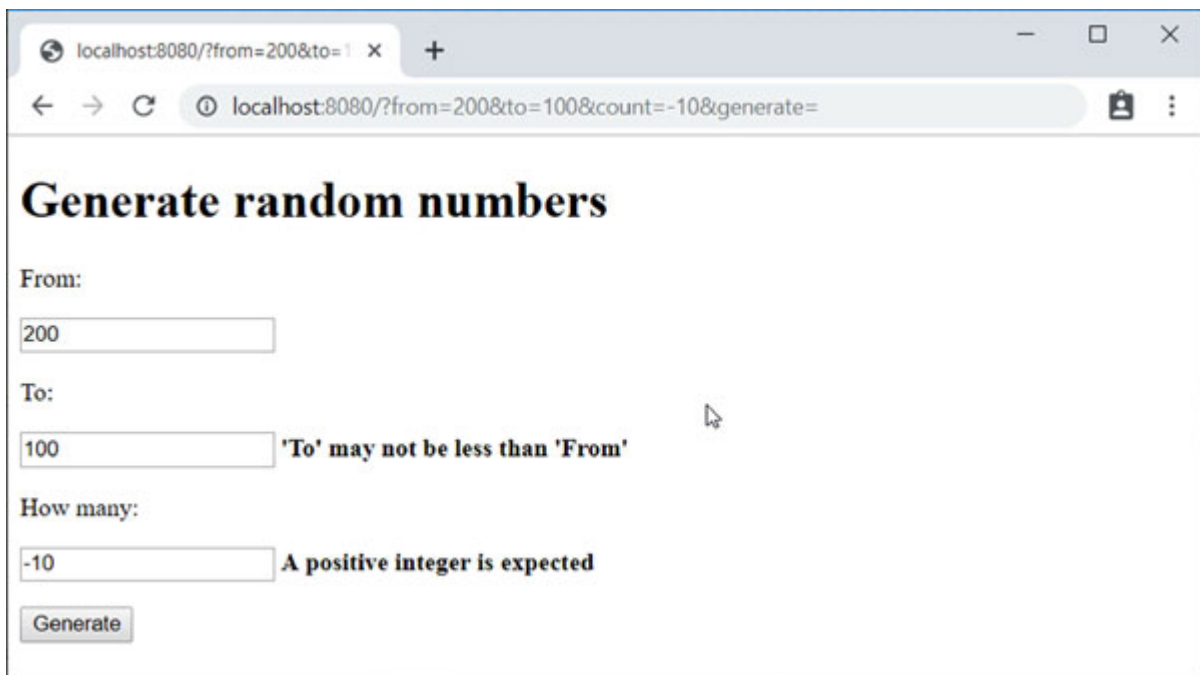 localhost:8080/?from=200&to=1
localhost:8080/?from=200&to=100&count=-10&generate=
Generate random numbers
From:
200
To:
100 'To' may not be less than 'From'
How many:
-10 A positive integer is expected
Generate